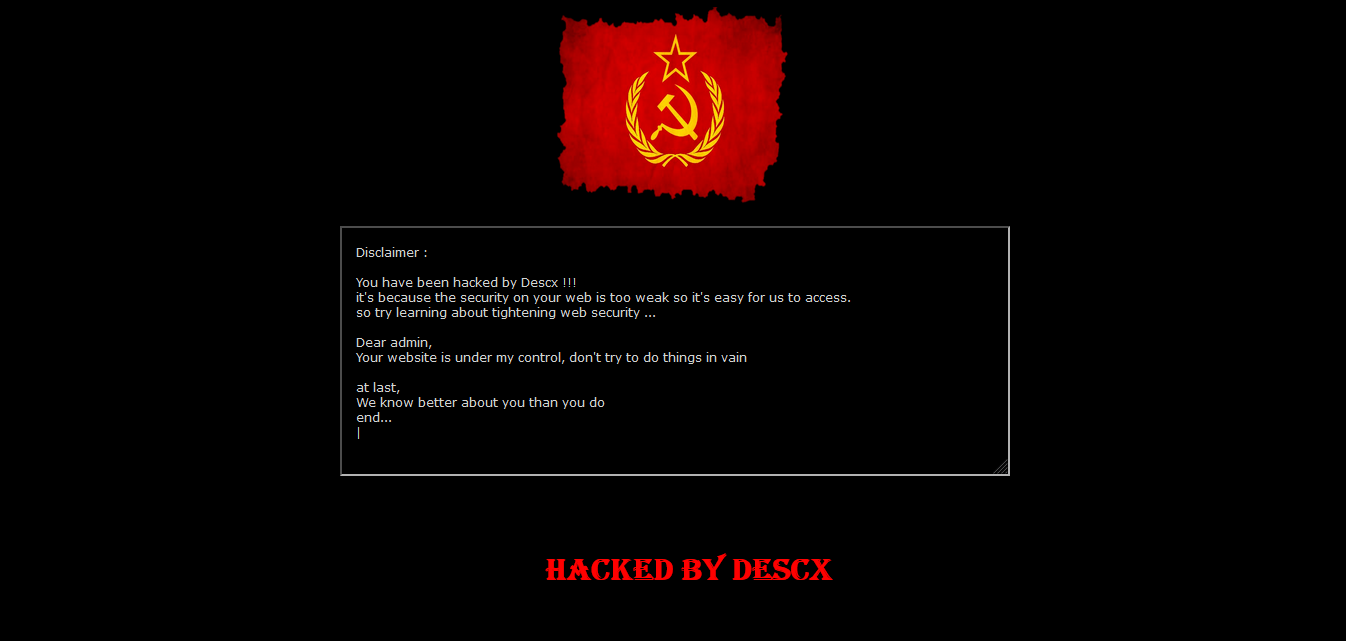 Disclaimer :
You have been hacked by Descx !!!
it's because the security on your web is too weak so it's easy for us to access.
so try learning about tightening web security ...
Dear admin,
Your website is under my control, don't try to do things in vain
at last,
We know better about you than you do
end...
|
HACKED BY DESCX